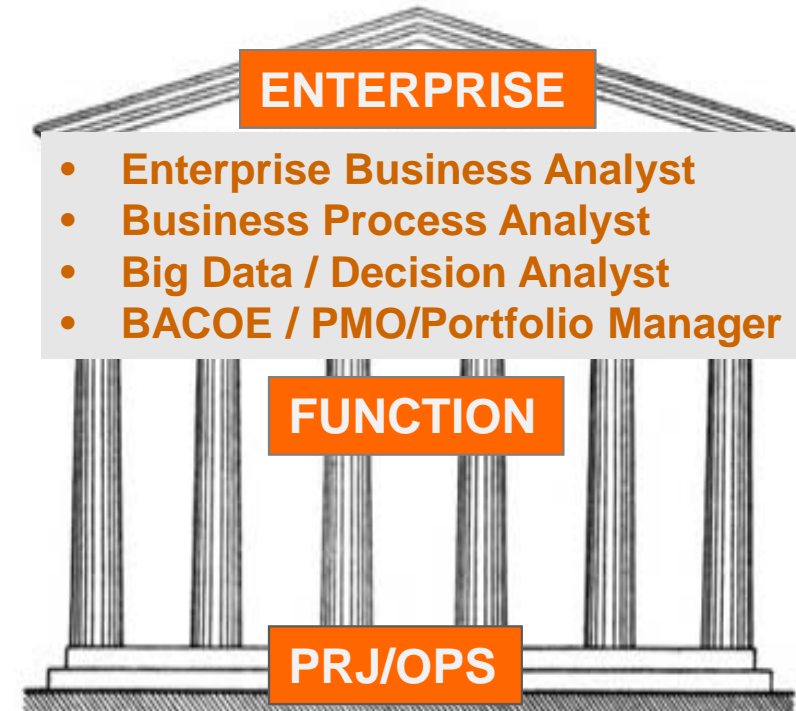 ENTERPRISE
• Enterprise Business Analyst
• Business Process Analyst
• Big Data / Decision Analyst
• BACOE / PMO/Portfolio Manager
FUNCTION
PRJ/OPS